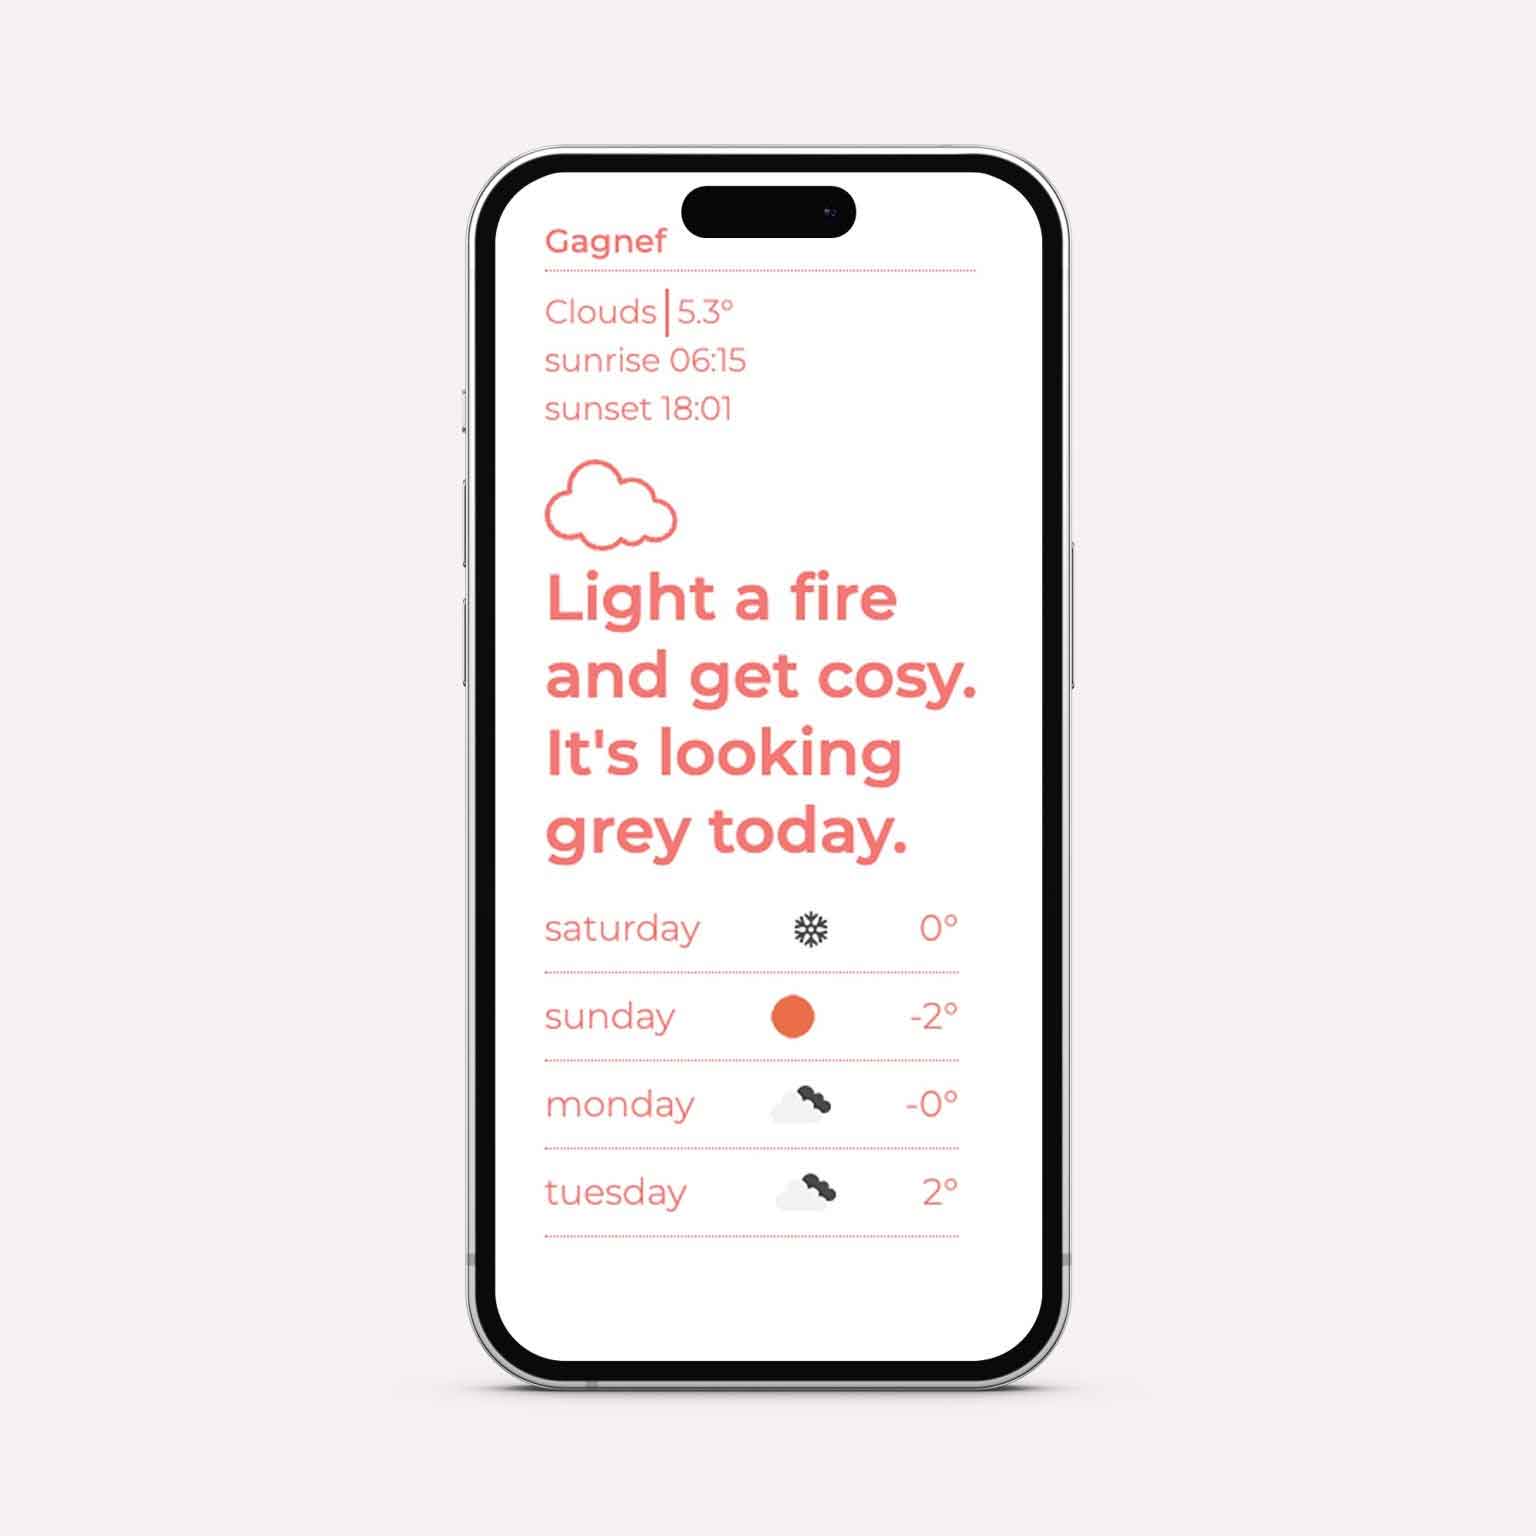 Gagnef
Clouds | 5.3°
sunrise 06:15
sunset 18:01
Light a fire
and get cosy.
It's looking
grey today.
saturday 0°
sunday -2°
monday -0°
tuesday 2°